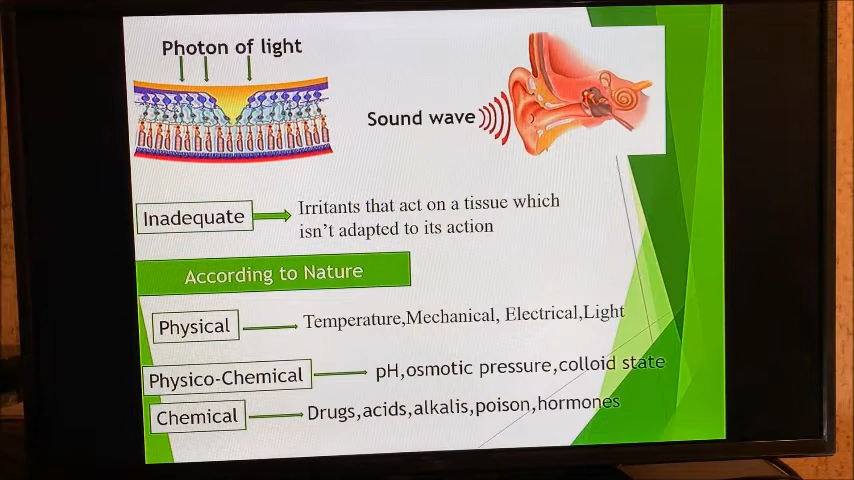 Photon of light
Sound wave
Inadequate
Irritants that act on a tissue which
isn't adapted to its action
According to Nature
Physical
Temperature,Mechanical, Electrical,Light
Physico-Chemical
pH,osmotic pressure,colloid state
Chemical
Drugs,acids,alkalis,poison,hormones